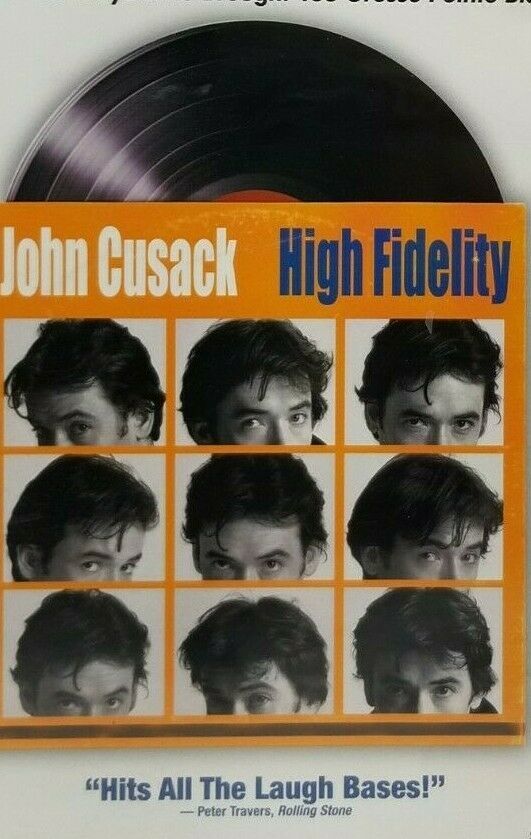 John Cusack High Fidelity
"Hits All The Laugh Bases!"
— Peter Travers, Rolling Stone